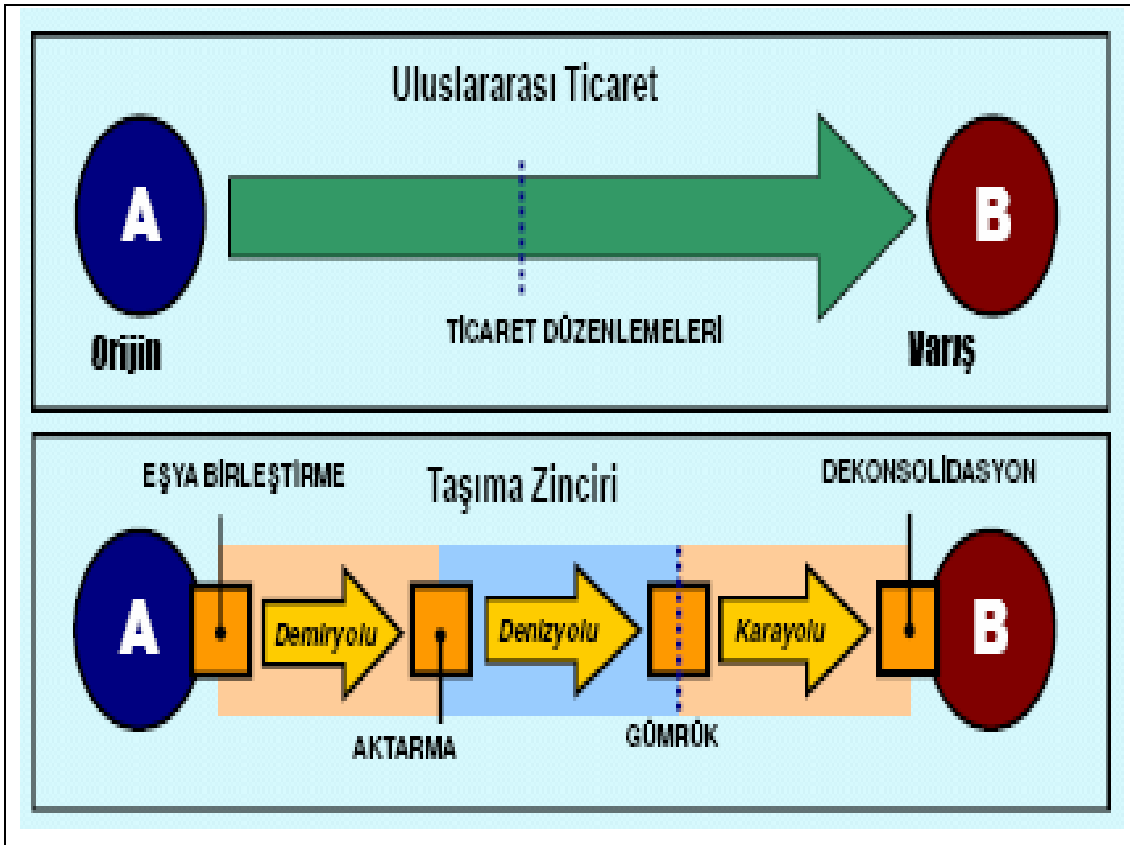 Uluslararası Ticaret
A
B
TİCARET DÜZENLEMELERİ
Orijin
Varış
EŞYA BİRLEŞTİRME
Taşıma Zinciri
DEKONSOLİDASYON
A
Demiryolu
Denizyolu
Karayolu
B
AKTARMA
GÜMRÜK